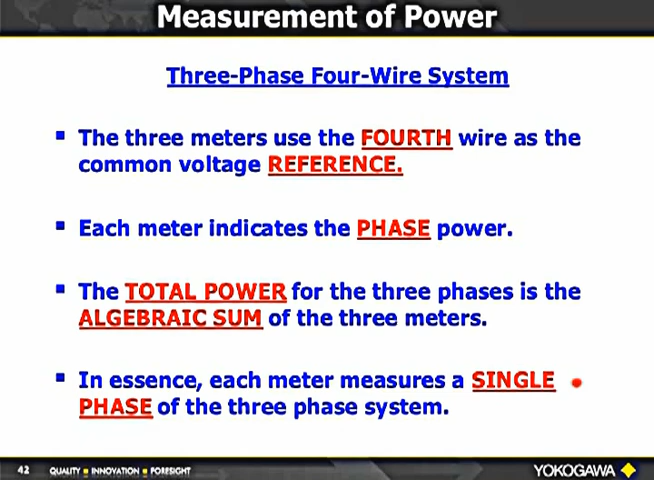 Measurement of Power
Three-Phase Four-Wire System
▪ The three meters use the FOURTH wire as the
common voltage REFERENCE.
▪ Each meter indicates the PHASE power.
▪ The TOTAL POWER for the three phases is the
ALGEBRAIC SUM of the three meters.
▪ In essence, each meter measures a SINGLE
PHASE of the three phase system.
42 QUALITY ▪ INNOVATION ▪ FORESIGHT YOKOGAWA